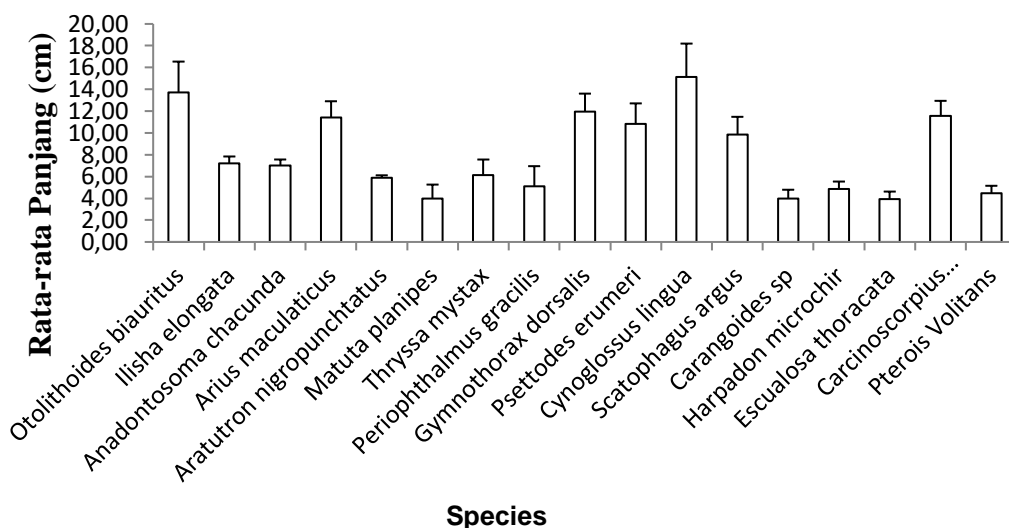 Rata-rata Panjang (cm)
20,00
18,00
16,00
14,00
12,00
10,00
8,00
6,00
4,00
2,00
0,00
Otolithoides biauritus
Ilisha elongata
Anadontosoma chacunda
Arius maculaticus
Aratutron nigropunchtatus
Matuta planipes
Thryssa mystax
Periophthalmus gracilis
Gymnothorax dorsalis
Psettodes erumeri
Cynoglossus lingua
Scatophagus argus
Carangoides sp
Harpadon microchir
Escualosa thoracata
Carcinoscorpius...
Pterois Volitans
Species